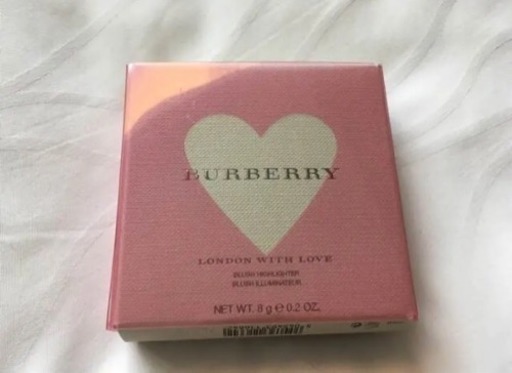 BURBERRY
LONDON WITH LOVE
BLUSH HIGHLIGHTER
BLUSH ILLUMINATEUR
NET WT. 8 g ℮ 0.2 OZ.